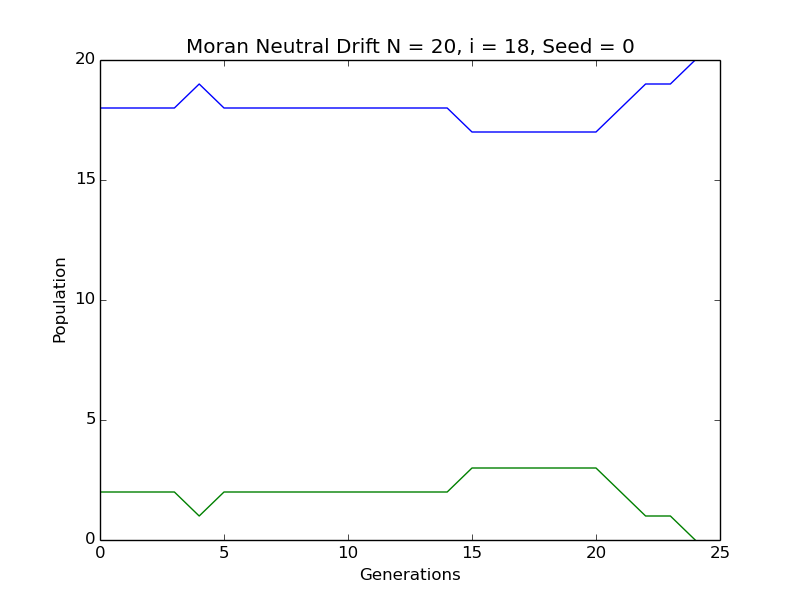 Moran Neutral Drift N = 20, i = 18, Seed = 0
20
15
10
5
0
Population
0 5 10 15 20 25
Generations